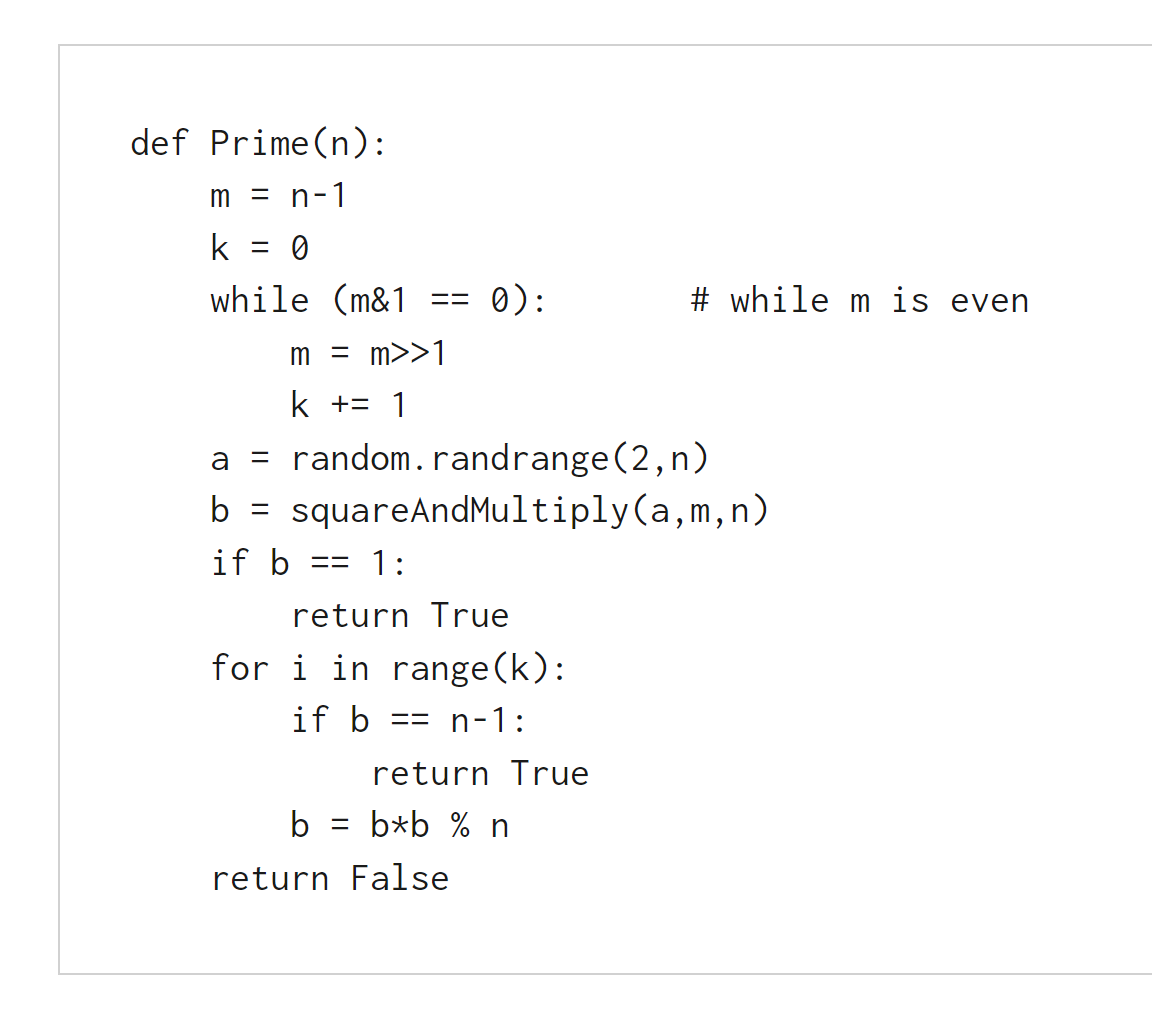 def Prime(n):
    m = n-1
    k = 0
    while (m&1 == 0):       # while m is even
        m = m>>1
        k += 1
    a = random.randrange(2,n)
    b = squareAndMultiply(a,m,n)
    if b == 1:
        return True
    for i in range(k):
        if b == n-1:
            return True
        b = b*b % n
    return False